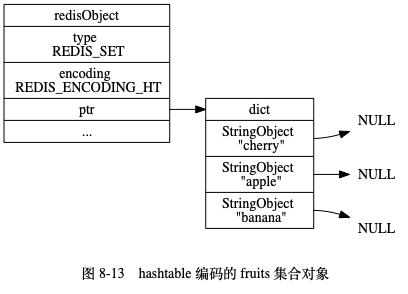 redisObject
type
REDIS_SET
encoding
REDIS_ENCODING_HT
ptr
...
dict
StringObject
"cherry"
StringObject
"apple"
StringObject
"banana"
NULL
NULL
NULL
图 8-13 hashtable 编码的 fruits 集合对象